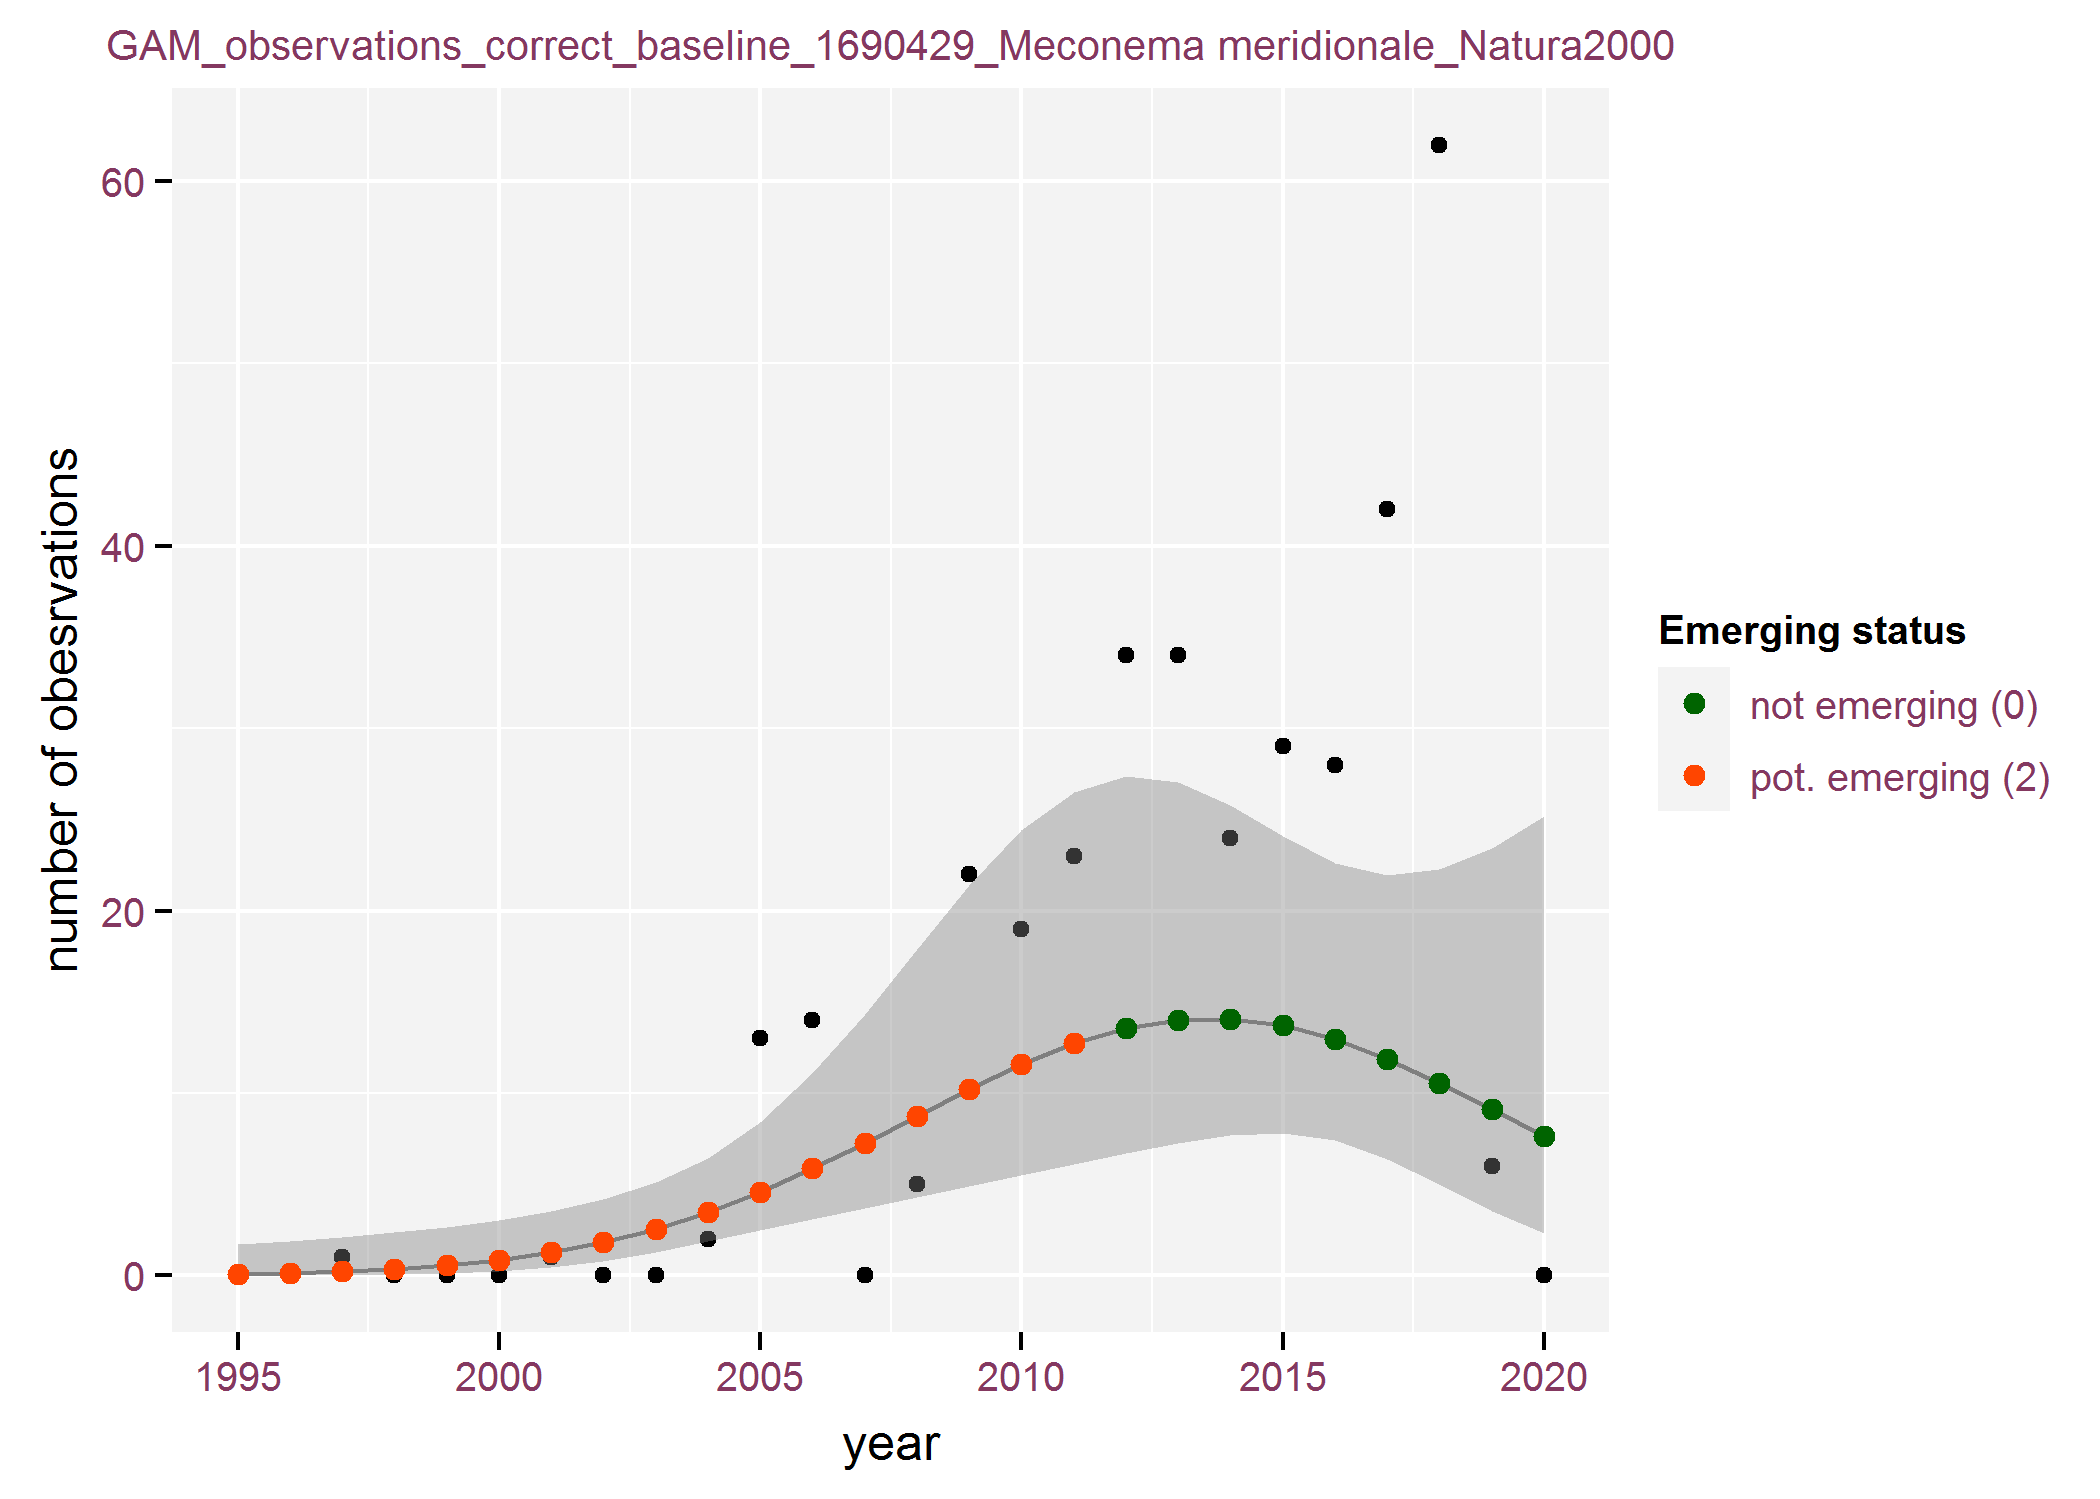 GAM_observations_correct_baseline_1690429_Meconema meridionale_Natura2000
number of obesrvations
60
40
20
0
1995 2000 2005 2010 2015 2020
year
Emerging status
not emerging (0)
pot. emerging (2)